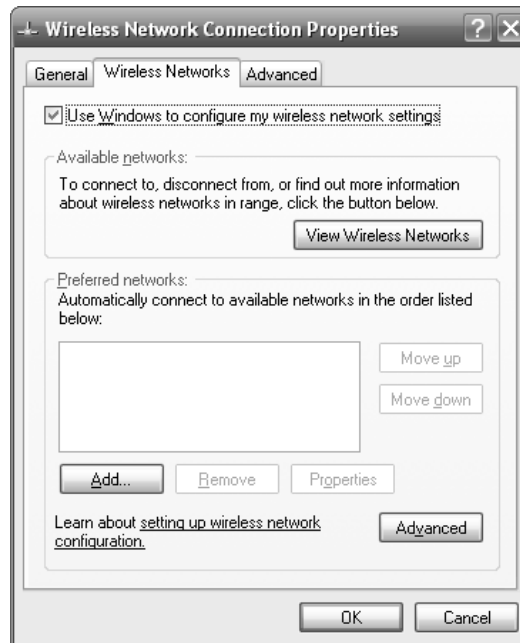 Wireless Network Connection Properties
General Wireless Networks Advanced
Use Windows to configure my wireless network settings
Available networks:
To connect to, disconnect from, or find out more information
about wireless networks in range, click the button below.
View Wireless Networks
Preferred networks:
Automatically connect to available networks in the order listed
below:
Move up
Move down
Add... Remove Properties
Learn about setting up wireless network
configuration.
Advanced
OK Cancel